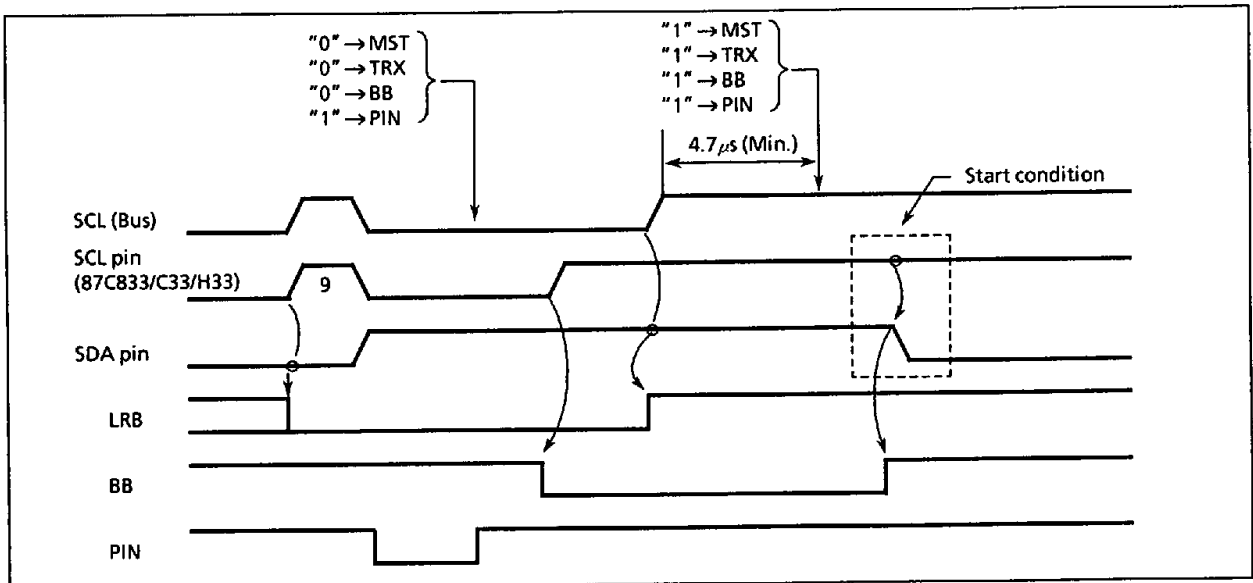 "0" → MST
"0" → TRX
"0" → BB
"1" → PIN
"1" → MST
"1" → TRX
"1" → BB
"1" → PIN
4.7μs (Min.)
Start condition
SCL (Bus)
SCL pin
(87C833/C33/H33)
9
SDA pin
LRB
BB
PIN